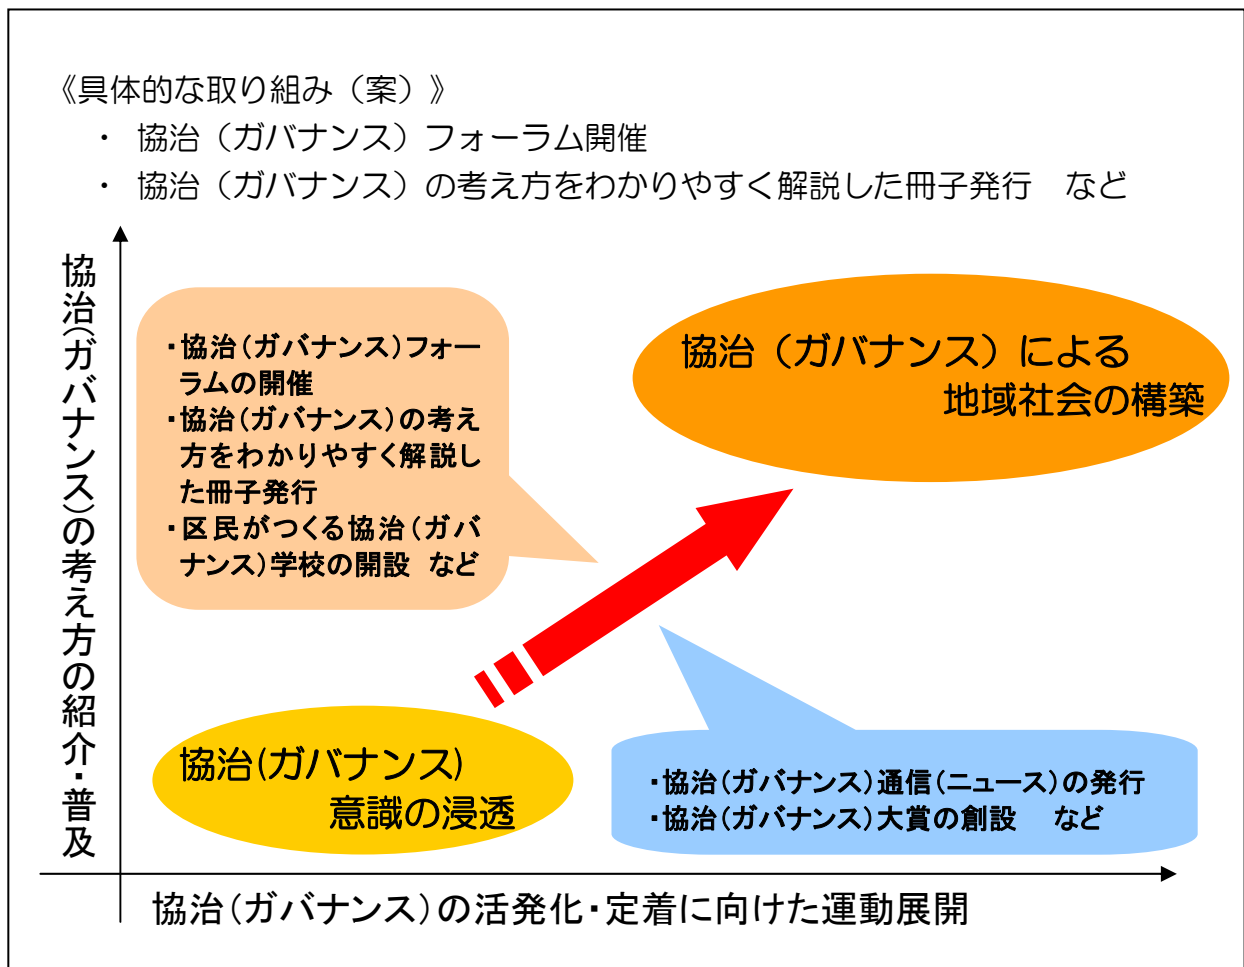 《具体的な取り組み（案）》
・ 協治（ガバナンス）フォーラム開催
・ 協治（ガバナンス）の考え方をわかりやすく解説した冊子発行　など
協治(ガバナンス)の考え方の紹介・普及
・協治(ガバナンス)フォー
ラムの開催
・協治(ガバナンス)の考え
方をわかりやすく解説し
た冊子発行
・区民がつくる協治(ガバ
ナンス)学校の開設 など
協治（ガバナンス）による
地域社会の構築
協治(ガバナンス)
意識の浸透
・協治(ガバナンス)通信(ニュース)の発行
・協治(ガバナンス)大賞の創設　など
協治(ガバナンス)の活発化・定着に向けた運動展開